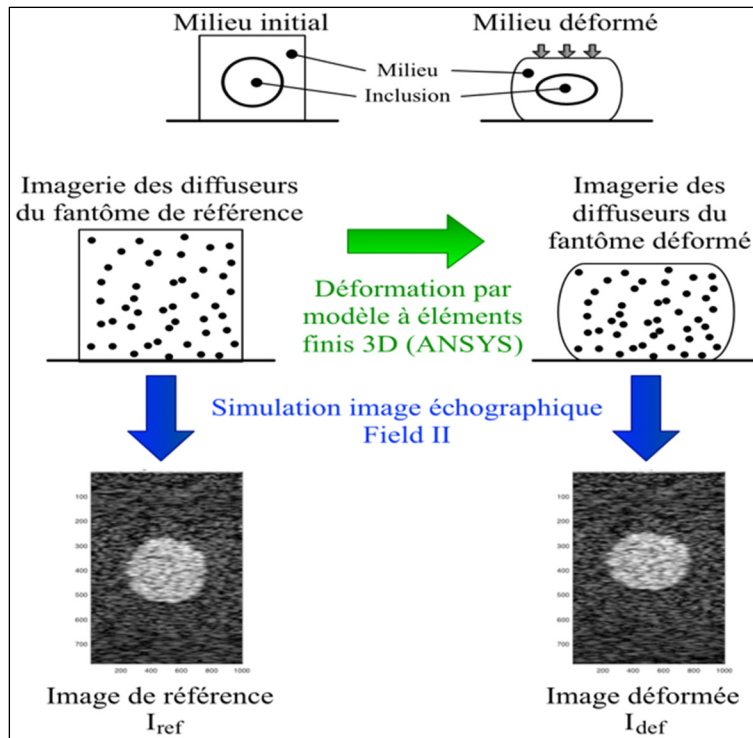 Milieu initial
Milieu déformé
Milieu
Inclusion
Imagerie des diffuseurs
du fantôme de référence
Imagerie des
diffuseurs du
fantôme déformé
Déformation par
modèle à éléments
finis 3D (ANSYS)
Simulation image échographique
Field II
100
200
300
400
500
600
700
200 400 600 800 1000
100
200
300
400
500
600
700
200 400 600 800 1000
Image de référence
I_ref
Image déformée
I_def